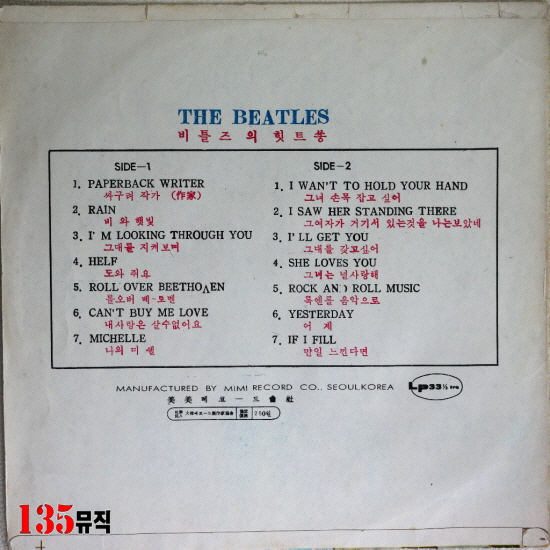 THE BEATLES
비틀즈의 힛트쏭
SIDE-1
1. PAPERBACK WRITER
싸구려 작가 (作家)
2. RAIN
비와 햇빛
3. I'M LOOKING THROUGH YOU
그대를 지켜보며
4. HELF
도와 줘요
5. ROLL OVER BEETHOΛEN
롤오버 베-토벤
6. CAN'T BUY ME LOVE
내사랑은 살수없어요
7. MICHELLE
나의 미쉘
SIDE-2
1. I WAN'T TO HOLD YOUR HAND
그녀 손목 잡고 싶어
2. I SAW HER STANDING THERE
그여자가 거기서 있는것을 나는보았네
3. I'LL GET YOU
그대를 갖고싶어
4. SHE LOVES YOU
그녀는 널사랑해
5. ROCK AND ROLL MUSIC
록앤롤 음악으로
6. YESTERDAY
어제
7. IF I FILL
만일 느낀다면
MANUFACTURED BY MIMI RECORD CO., SEOULKOREA
美美레코-드会社
LP 33⅓ RPM
135뮤직